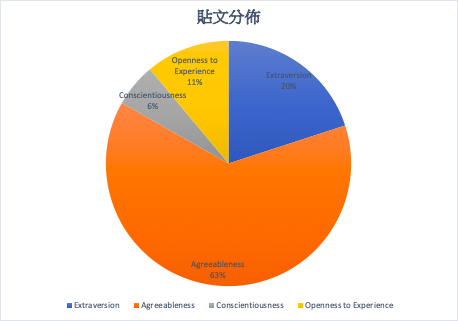 貼文分佈
Openness to
Experience
11%
Extraversion
20%
Conscientiousness
6%
Agreeableness
63%
Extraversion Agreeableness Conscientiousness Openness to Experience